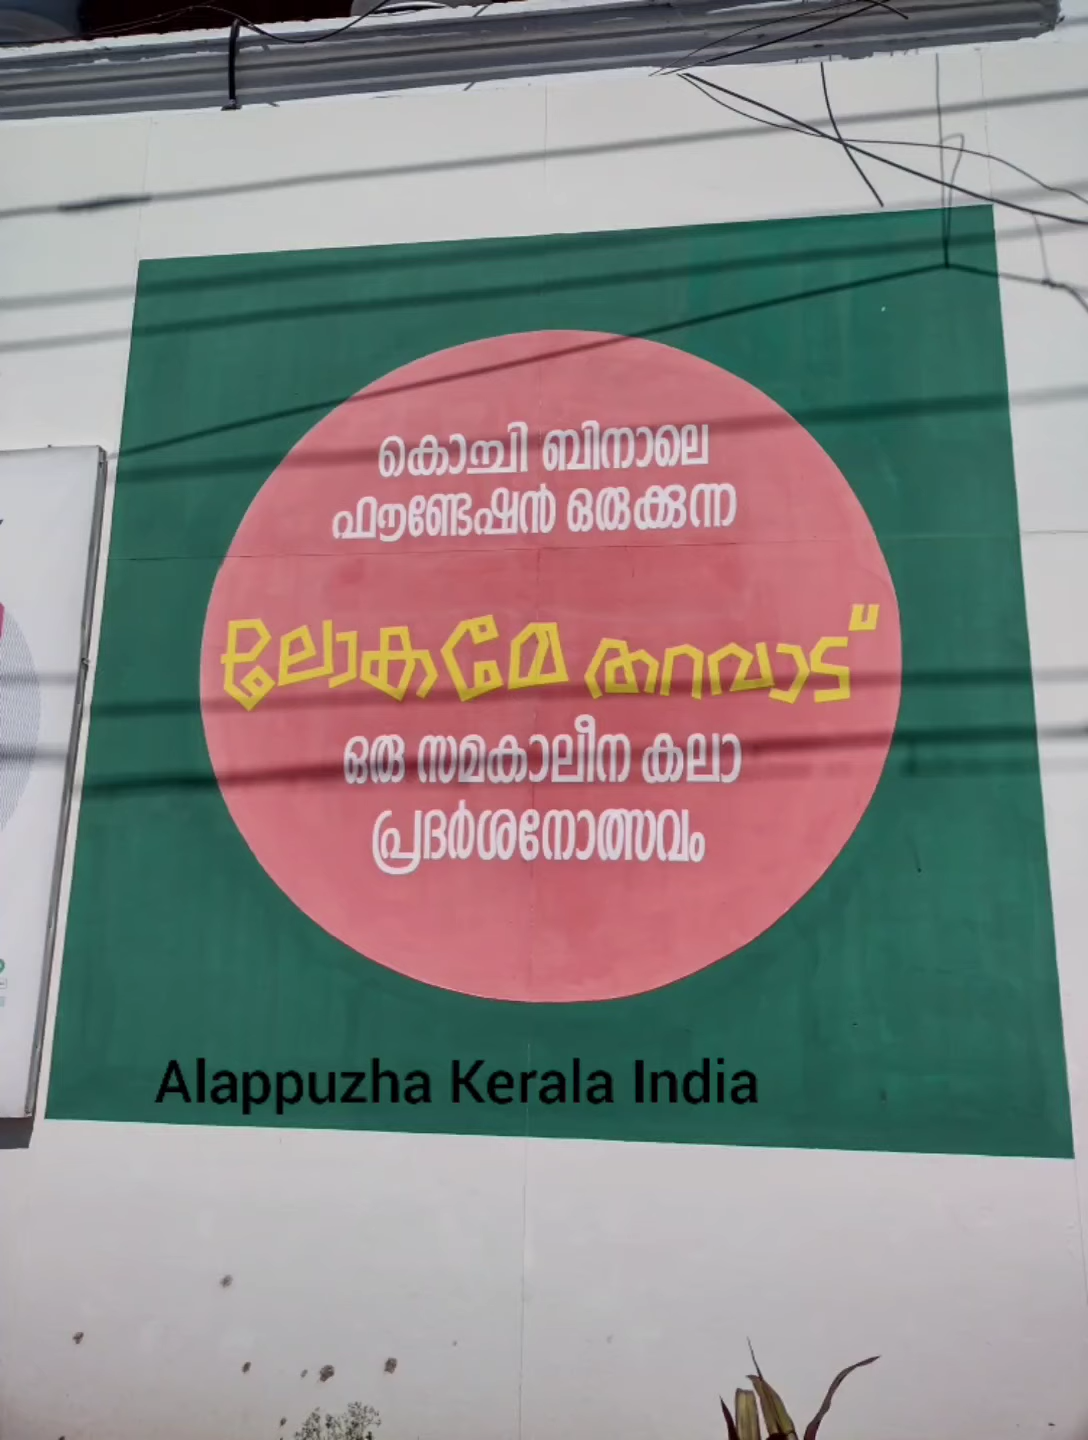 കൊച്ചി ബിനാലെ
ഫൗണ്ടേഷൻ ഒരുക്കുന്ന
ലോകമേ തറവാട്
ഒരു സമകാലീന കലാ
പ്രദർശനോത്സവം
Alappuzha Kerala India